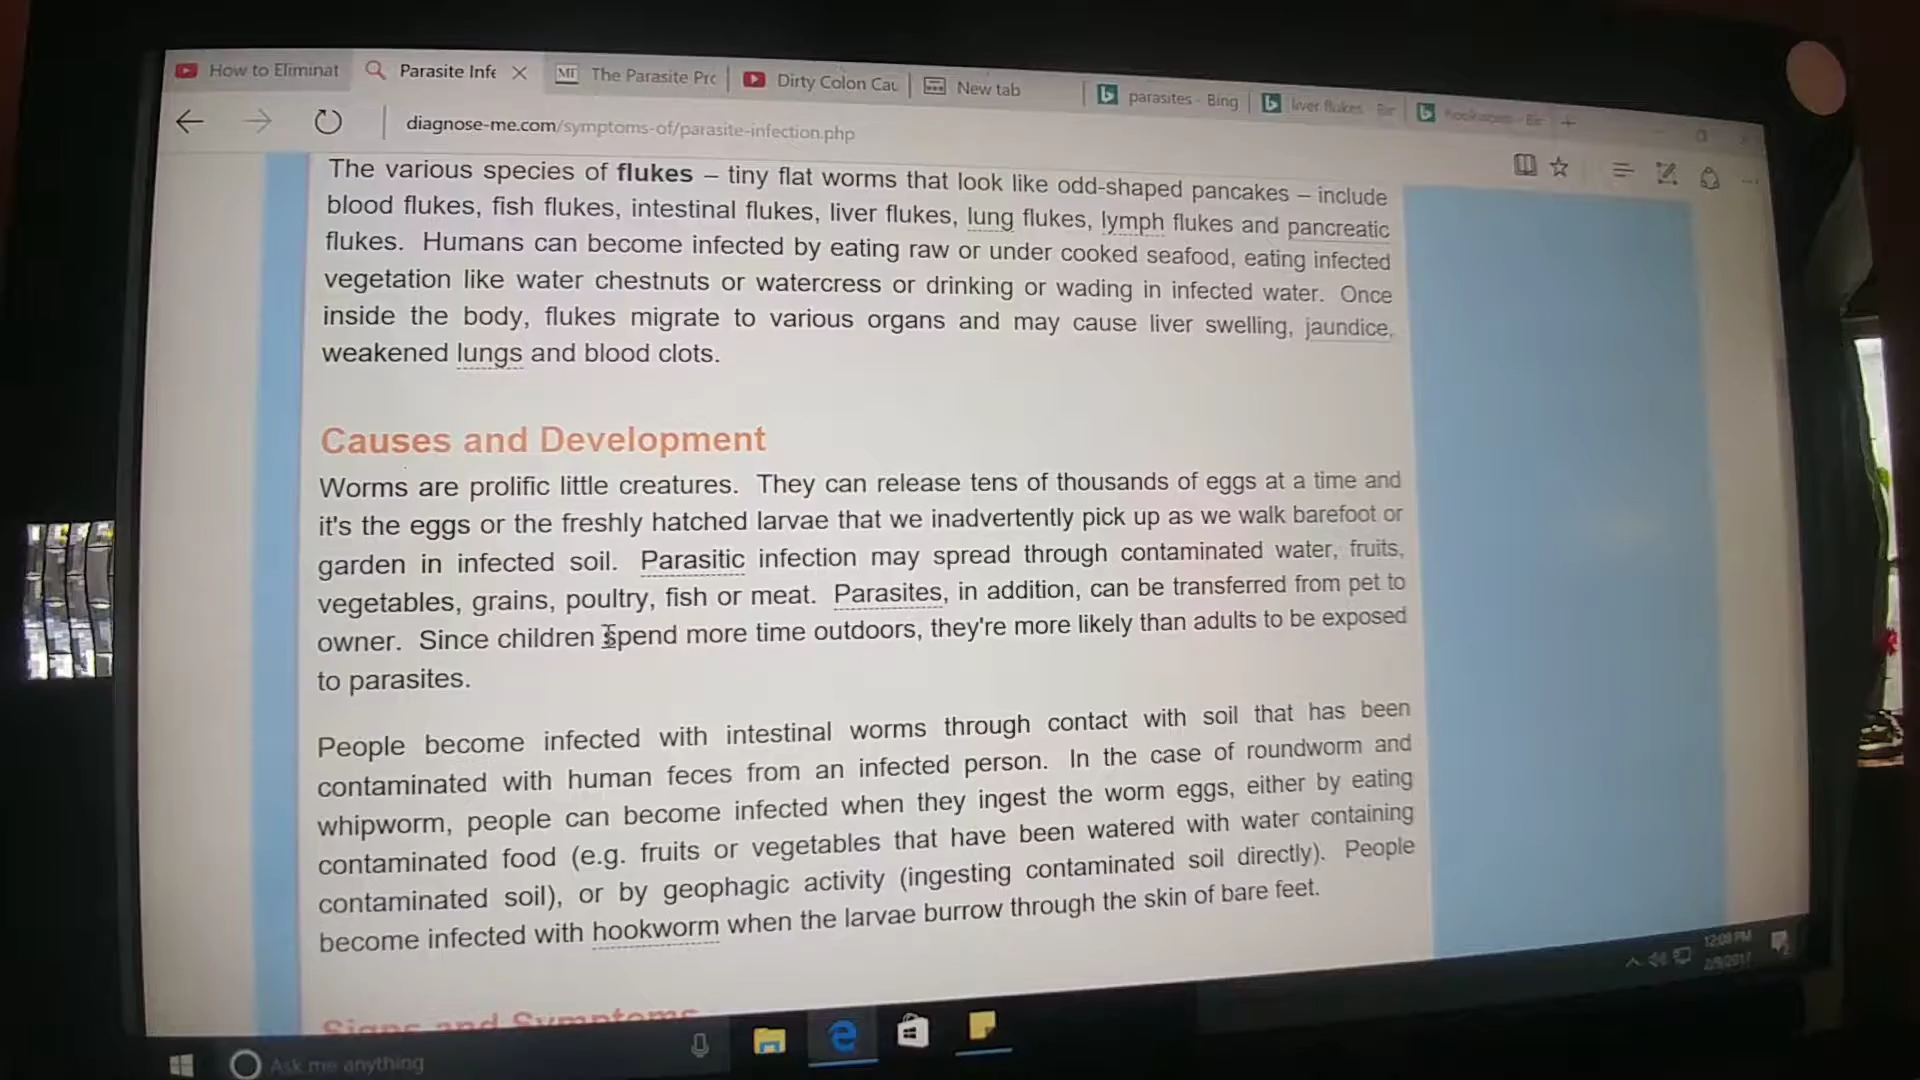 How to Eliminat
Parasite Infe
MT
The Parasite Pro
Dirty Colon Cau
New tab
parasites - Bing
liver flukes Bir
diagnose-me.com/symptoms-of/parasite-infection.php
The various species of flukes – tiny flat worms that look like odd-shaped pancakes – include
blood flukes, fish flukes, intestinal flukes, liver flukes, lung flukes, lymph flukes and pancreatic
flukes. Humans can become infected by eating raw or under cooked seafood, eating infected
vegetation like water chestnuts or watercress or drinking or wading in infected water. Once
inside the body, flukes migrate to various organs and may cause liver swelling, jaundice,
weakened lungs and blood clots.
Causes and Development
Worms are prolific little creatures. They can release tens of thousands of eggs at a time and
it's the eggs or the freshly hatched larvae that we inadvertently pick up as we walk barefoot or
garden in infected soil. Parasitic infection may spread through contaminated water, fruits,
vegetables, grains, poultry, fish or meat. Parasites, in addition, can be transferred from pet to
owner. Since children spend more time outdoors, they're more likely than adults to be exposed
to parasites.
People become infected with intestinal worms through contact with soil that has been
contaminated with human feces from an infected person. In the case of roundworm and
whipworm, people can become infected when they ingest the worm eggs, either by eating
contaminated food (e.g. fruits or vegetables that have been watered with water containing
contaminated soil), or by geophagic activity (ingesting contaminated soil directly). People
become infected with hookworm when the larvae burrow through the skin of bare feet.
Signs and Symptoms
Ask me anything
12:09 PM